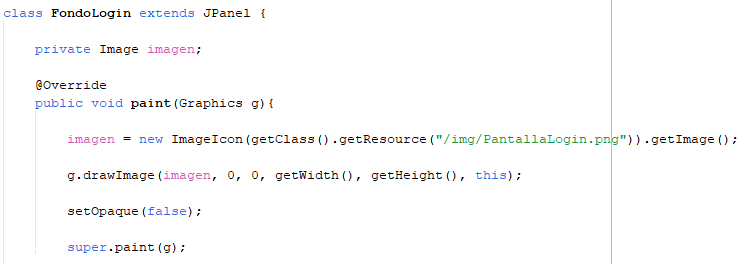 class FondoLogin extends JPanel {
private Image imagen;
@Override
public void paint(Graphics g){
imagen = new ImageIcon(getClass().getResource("/img/PantallaLogin.png")).getImage();
g.drawImage(imagen, 0, 0, getWidth(), getHeight(), this);
setOpaque(false);
super.paint(g);